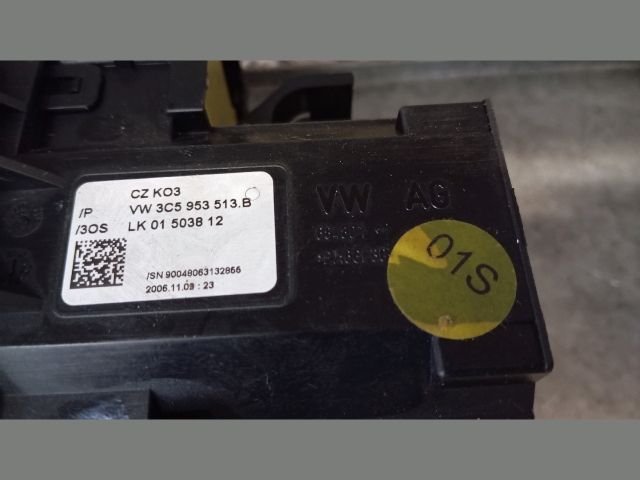 CZ KO3
/P VW 3C5 953 513.B
/3OS LK 01 5038 12
/SN 90048063132856
2006.11.09 : 23
VW AG
01S